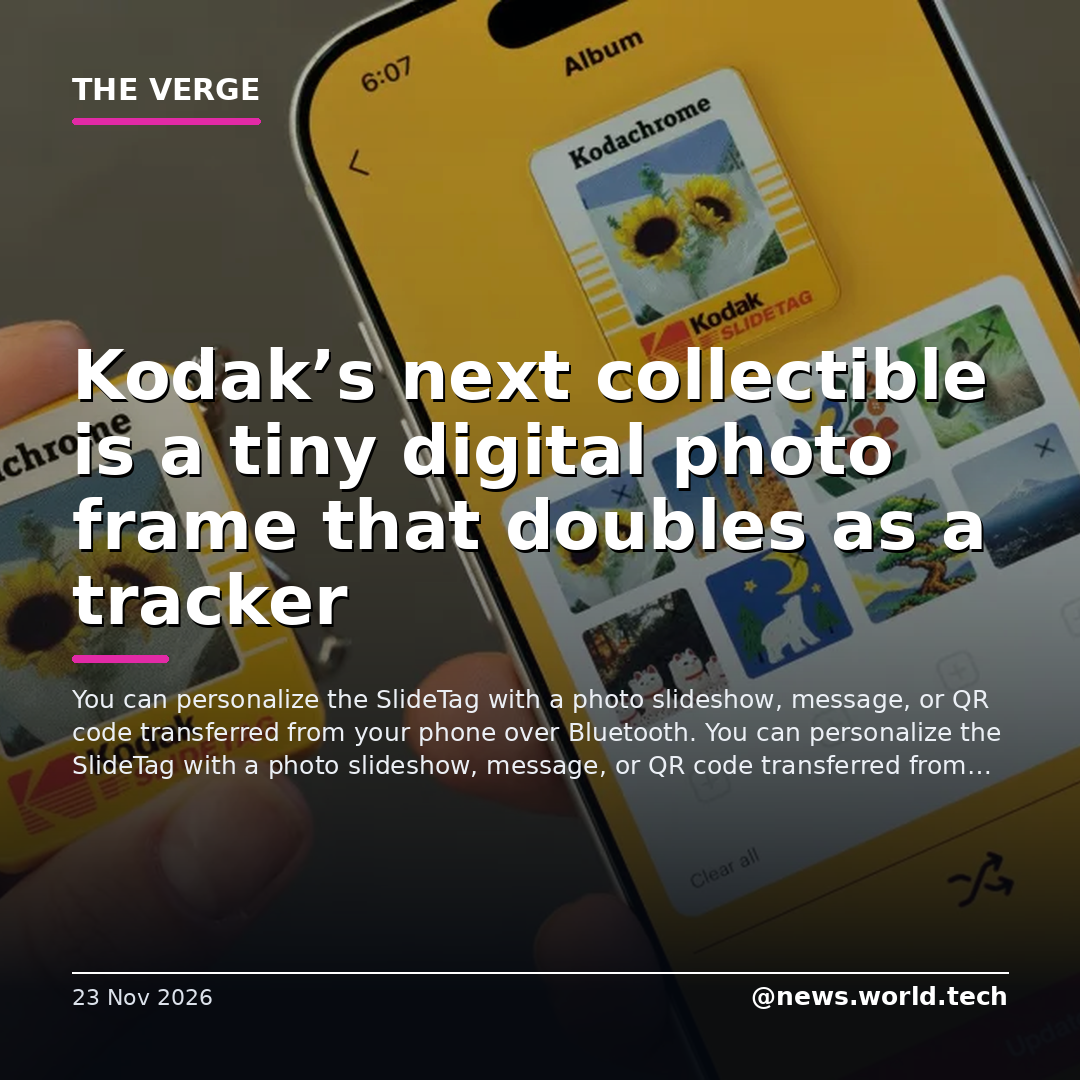 6:07
Album
THE VERGE
Kodachrome
Kodak
SLIDETAG
Kodak’s next collectible
is a tiny digital photo
frame that doubles as a
tracker
You can personalize the SlideTag with a photo slideshow, message, or QR
code transferred from your phone over Bluetooth. You can personalize the
SlideTag with a photo slideshow, message, or QR code transferred from...
Kodak
SLIDETAG
Clear all
23 Nov 2026
@news.world.tech